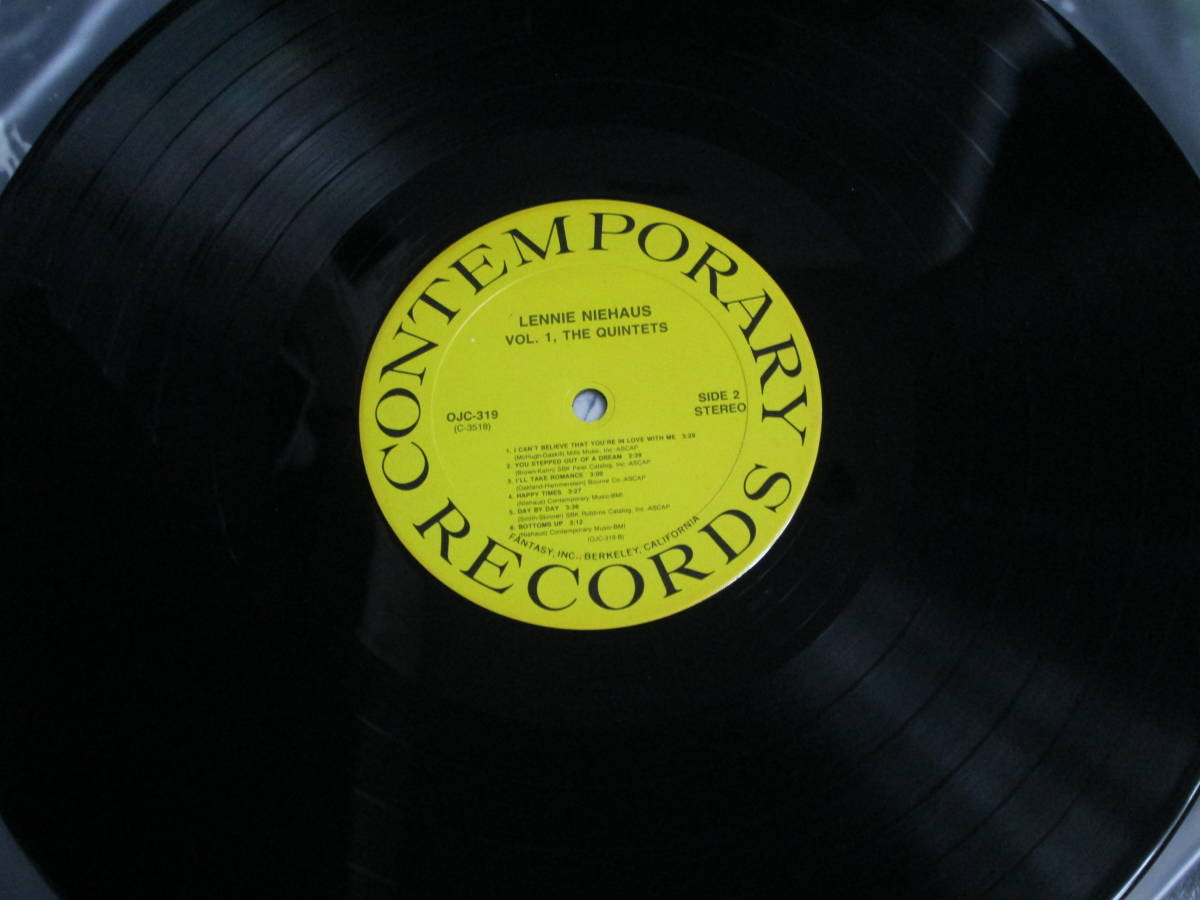 CONTEMPORARY RECORDS
LENNIE NIEHAUS
VOL. 1, THE QUINTETS
OJC-319
(C-3518)
SIDE 2
STEREO
1. I CAN'T BELIEVE THAT YOU'RE IN LOVE WITH ME 3:29
(McHugh-Gaskill) Mills Music, Inc.-ASCAP
2. YOU STEPPED OUT OF A DREAM 2:39
(Brown-Kahn) SBK Feist Catalog, Inc.-ASCAP
3. I'LL TAKE ROMANCE 3:00
(Oakland-Hammerstein) Bourne Co.-ASCAP
4. HAPPY TIMES 3:27
(Niehaus) Contemporary Music-BMI
5. DAY BY DAY 3:36
SBK Robbins Catalog, Inc.-ASCAP
6. BOTTOMS UP 3:12
(Niehaus) Contemporary Music-BMI
(OJC-319-B)
FANTASY, INC., BERKELEY, CALIFORNIA